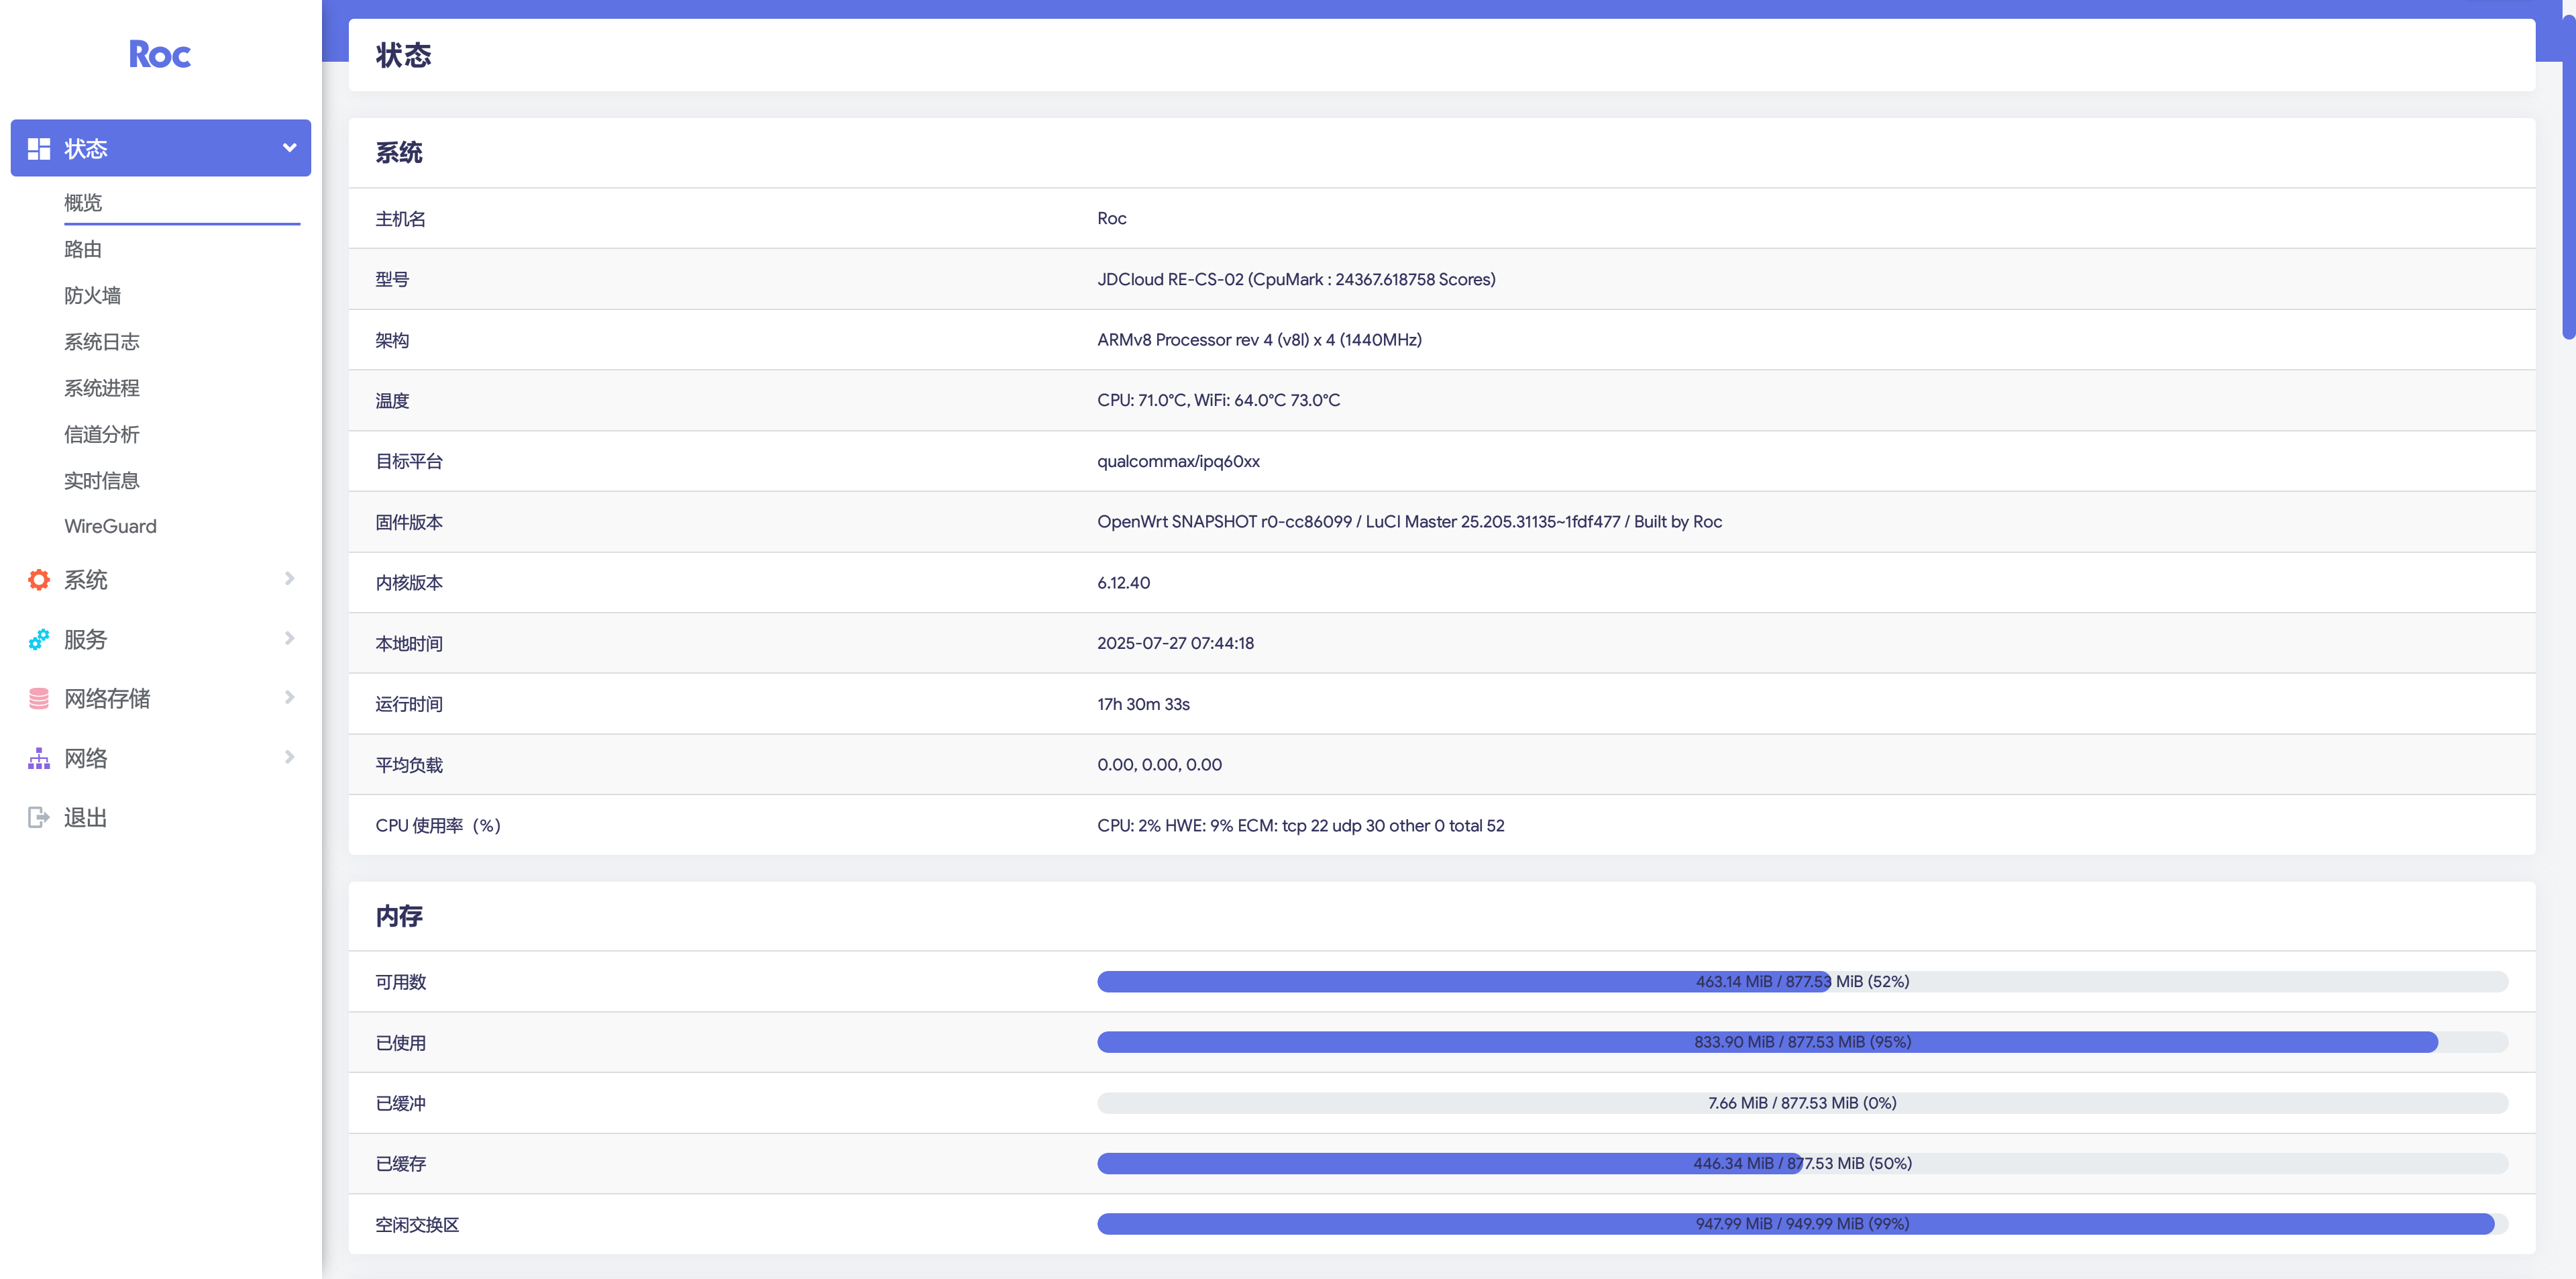 Roc
状态
概览
路由
防火墙
系统日志
系统进程
信道分析
实时信息
WireGuard
系统
服务
网络存储
网络
退出
状态
系统
主机名 Roc
型号 JDCloud RE-CS-02 (CpuMark : 24367.618758 Scores)
架构 ARMv8 Processor rev 4 (v8l) x 4 (1440MHz)
温度 CPU: 71.0°C, WiFi: 64.0°C 73.0°C
目标平台 qualcommax/ipq60xx
固件版本 OpenWrt SNAPSHOT r0-cc86099 / LuCI Master 25.205.31135~1fdf477 / Built by Roc
内核版本 6.12.40
本地时间 2025-07-27 07:44:18
运行时间 17h 30m 33s
平均负载 0.00, 0.00, 0.00
CPU 使用率（%） CPU: 2% HWE: 9% ECM: tcp 22 udp 30 other 0 total 52
内存
可用数 463.14 MiB / 877.53 MiB (52%)
已使用 833.90 MiB / 877.53 MiB (95%)
已缓冲 7.66 MiB / 877.53 MiB (0%)
已缓存 446.34 MiB / 877.53 MiB (50%)
空闲交换区 947.99 MiB / 949.99 MiB (99%)